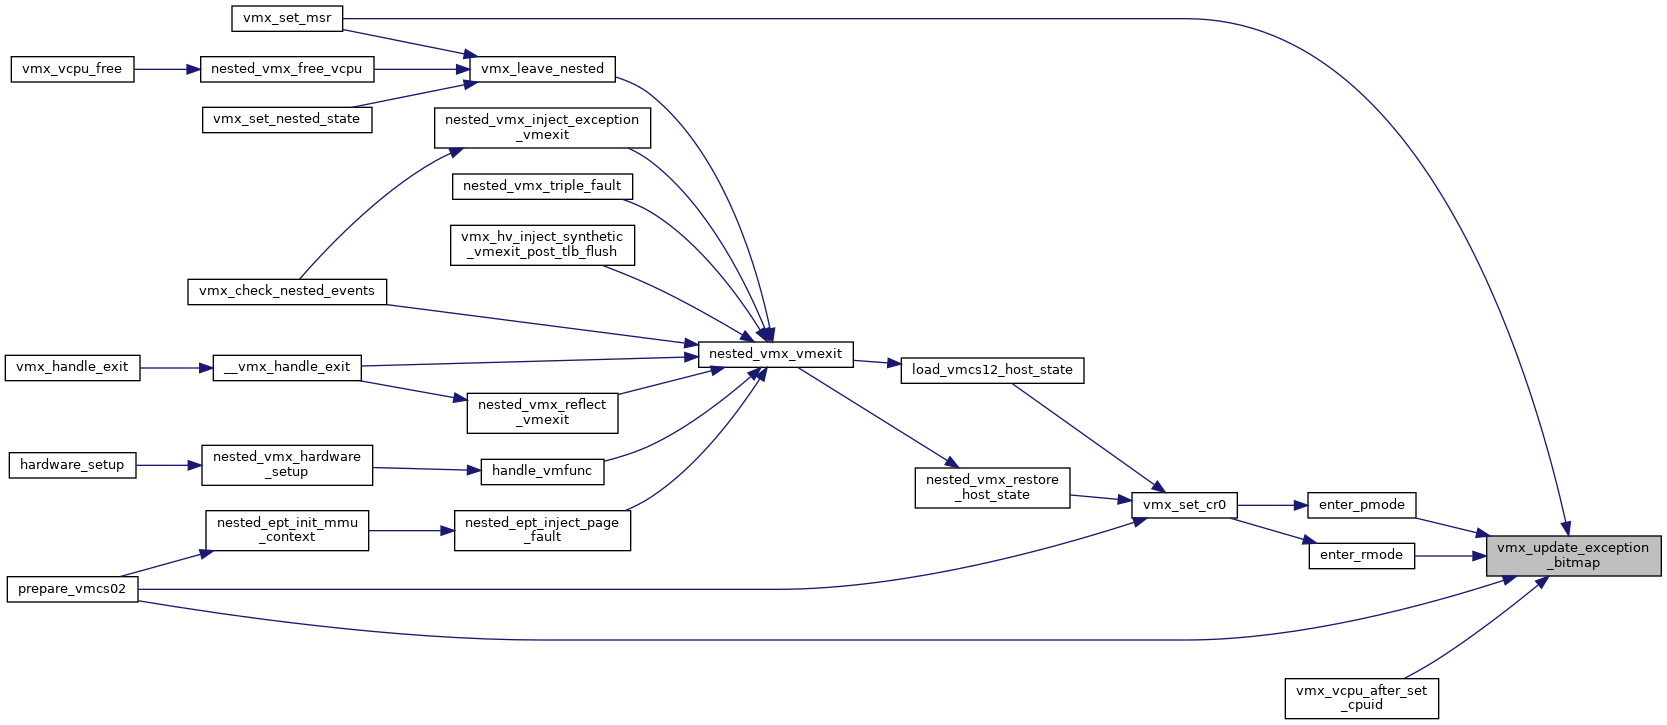 vmx_set_msr
vmx_vcpu_free
nested_vmx_free_vcpu
vmx_leave_nested
vmx_set_nested_state
nested_vmx_inject_exception
_vmexit
nested_vmx_triple_fault
vmx_hv_inject_synthetic
_vmexit_post_tlb_flush
vmx_check_nested_events
nested_vmx_vmexit
vmx_handle_exit
__vmx_handle_exit
load_vmcs12_host_state
nested_vmx_reflect
_vmexit
hardware_setup
nested_vmx_hardware
_setup
handle_vmfunc
nested_vmx_restore
_host_state
vmx_set_cr0
enter_pmode
nested_ept_init_mmu
_context
nested_ept_inject_page
_fault
enter_rmode
vmx_update_exception
_bitmap
prepare_vmcs02
vmx_vcpu_after_set
_cpuid